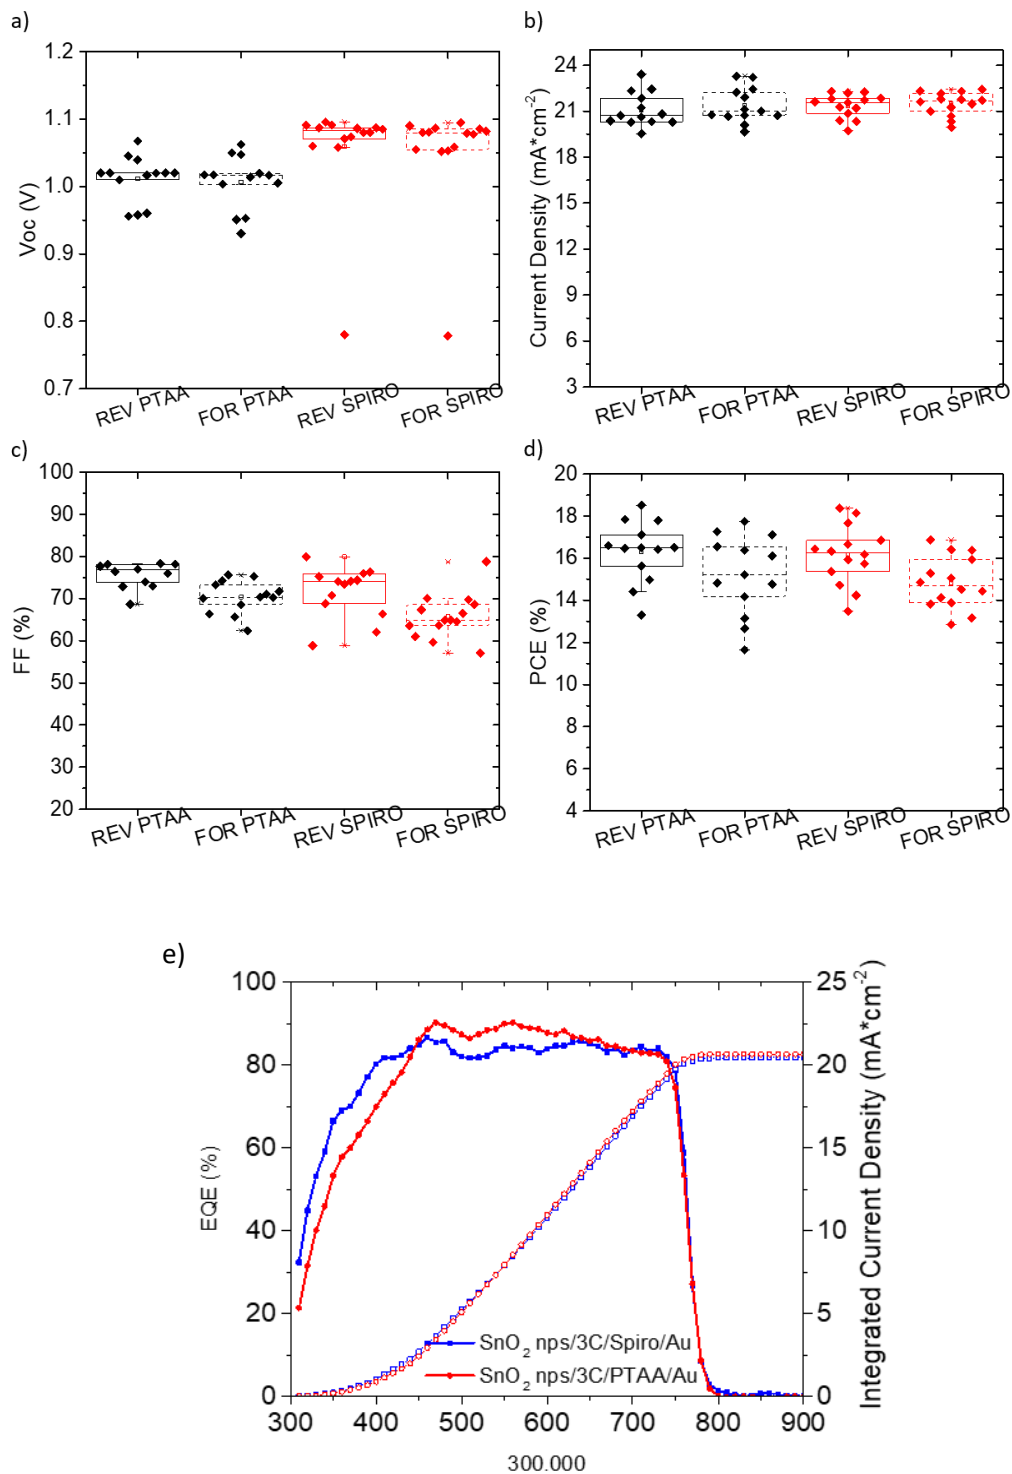 a)
1.2
1.1
1.0
0.9
0.8
0.7
Voc (V)
REV PTAA
FOR PTAA
REV SPIRO
FOR SPIRO
b)
24
21
18
15
12
9
6
3
Current Density (mA*cm-2)
REV PTAA
FOR PTAA
REV SPIRO
FOR SPIRO
c)
100
90
80
70
60
50
40
30
20
FF (%)
REV PTAA
FOR PTAA
REV SPIRO
FOR SPIRO
d)
20
18
16
14
12
10
8
6
4
PCE (%)
REV PTAA
FOR PTAA
REV SPIRO
FOR SPIRO
e)
100
80
60
40
20
0
EQE (%)
25
20
15
10
5
0
Integrated Current Density (mA*cm-2)
SnO2 nps/3C/Spiro/Au
SnO2 nps/3C/PTAA/Au
300 400 500 600 700 800 900
300.000